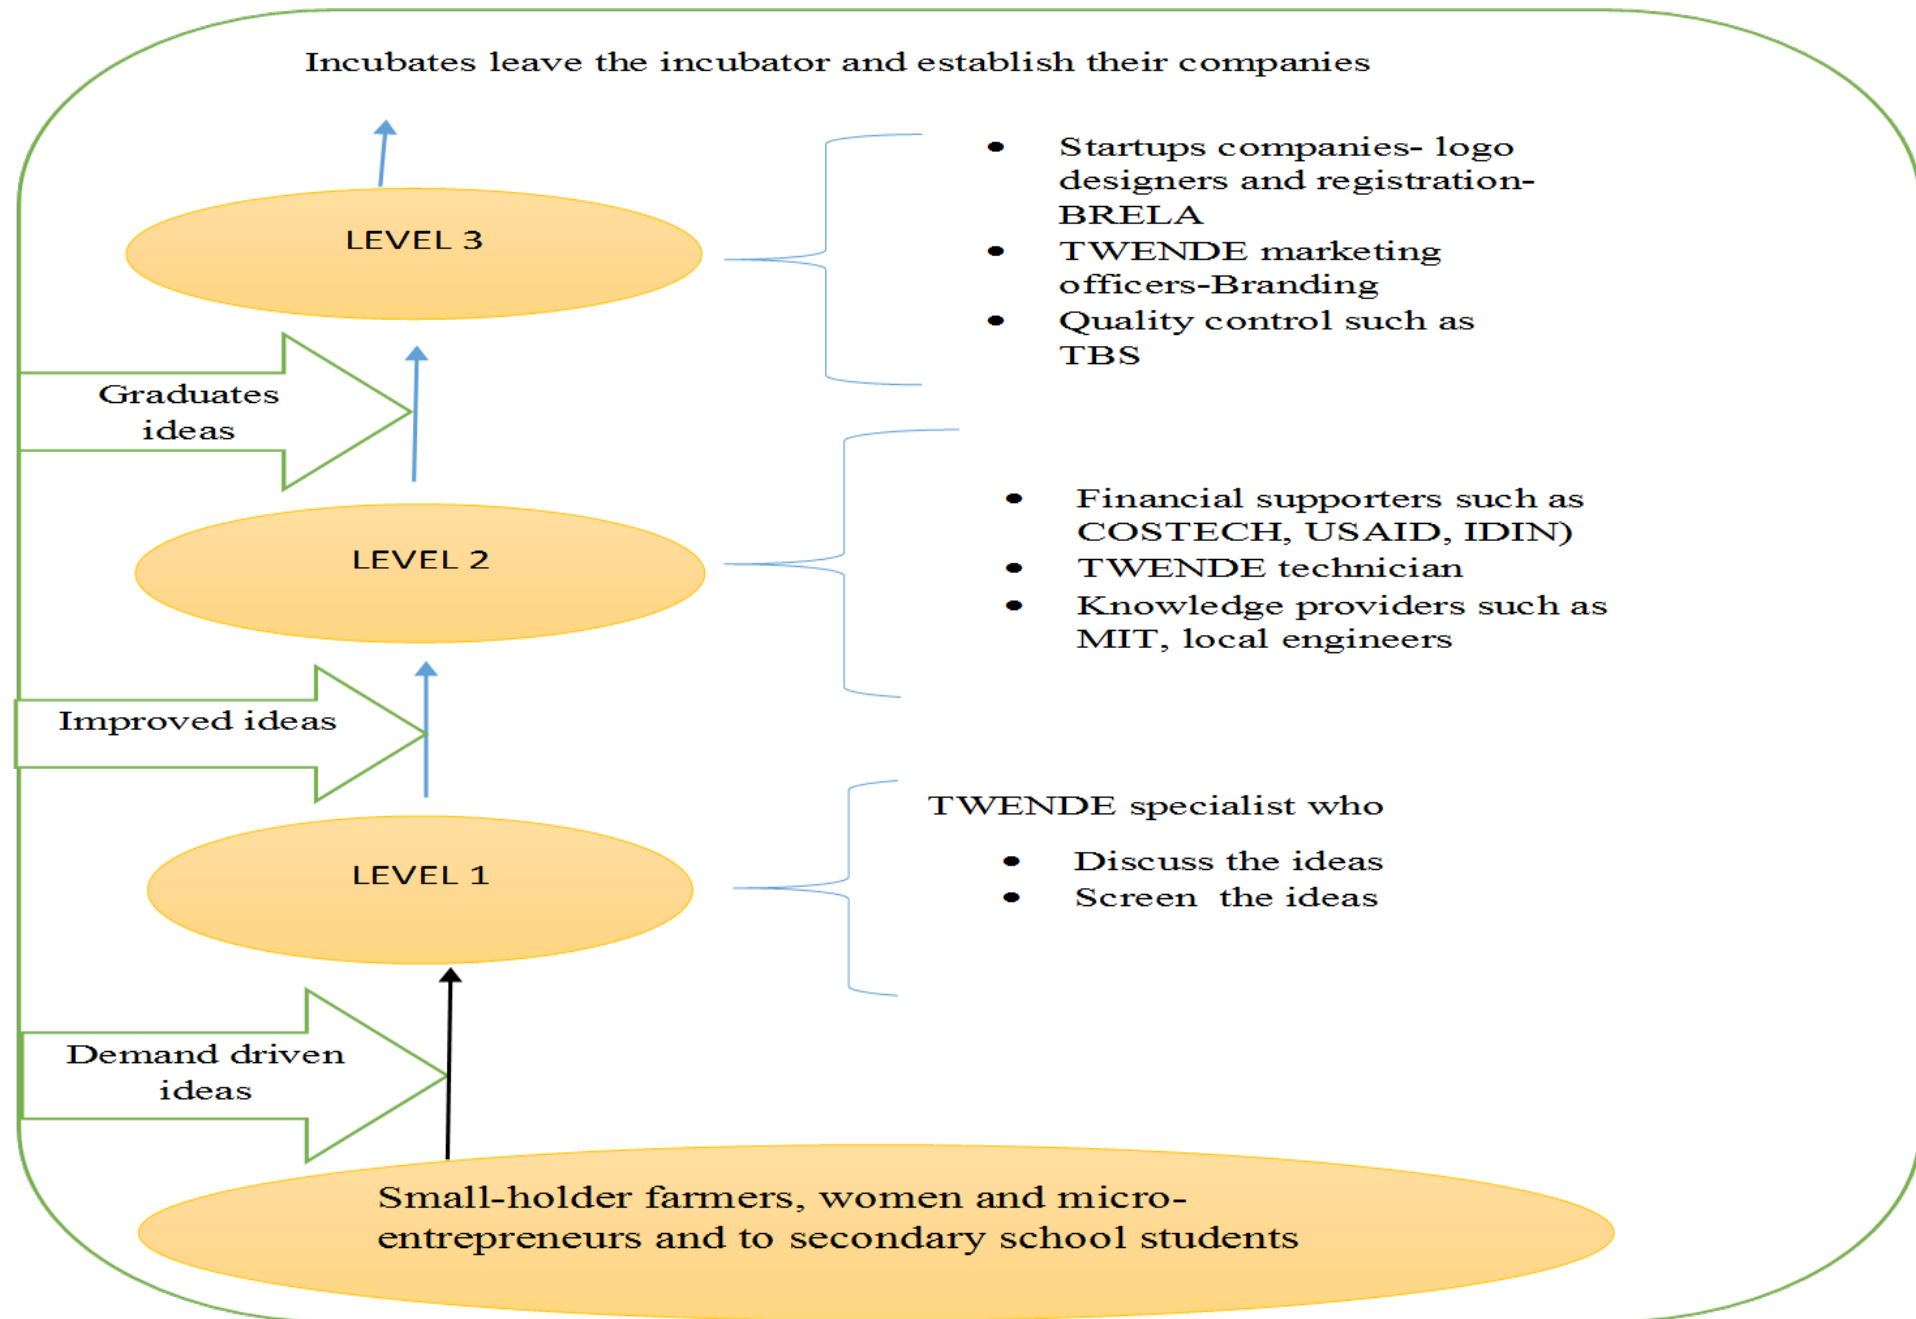 Incubates leave the incubator and establish their companies
LEVEL 3
• Startups companies- logo
designers and registration-
BRELA
• TWENDE marketing
officers-Branding
• Quality control such as
TBS
Graduates
ideas
LEVEL 2
• Financial supporters such as
COSTECH, USAID, IDIN)
• TWENDE technician
• Knowledge providers such as
MIT, local engineers
Improved ideas
LEVEL 1
TWENDE specialist who
• Discuss the ideas
• Screen  the ideas
Demand driven
ideas
Small-holder farmers, women and micro-
entrepreneurs and to secondary school students